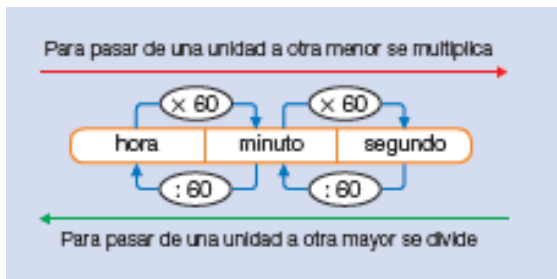 Para pasar de una unidad a otra menor se multiplica
× 60 × 60
hora minuto segundo
: 60 : 60
Para pasar de una unidad a otra mayor se divide